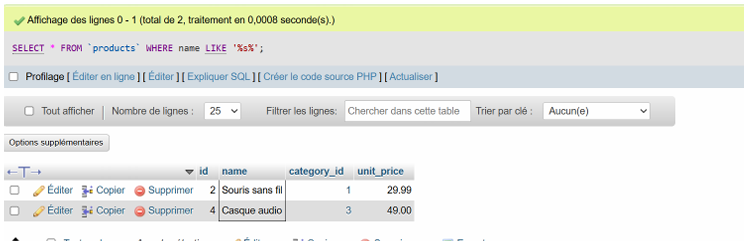 Affichage des lignes 0 - 1 (total de 2, traitement en 0,0008 seconde(s).)
SELECT * FROM `products` WHERE name LIKE '%s%';
Profilage [ Éditer en ligne ] [ Éditer ] [ Expliquer SQL ] [ Créer le code source PHP ] [ Actualiser ]
Tout afficher | Nombre de lignes : 25 Filtrer les lignes: Chercher dans cette table Trier par clé : Aucun(e)
Options supplémentaires
←T→ id name category_id unit_price
Éditer Copier Supprimer 2 Souris sans fil 1 29.99
Éditer Copier Supprimer 4 Casque audio 3 49.00